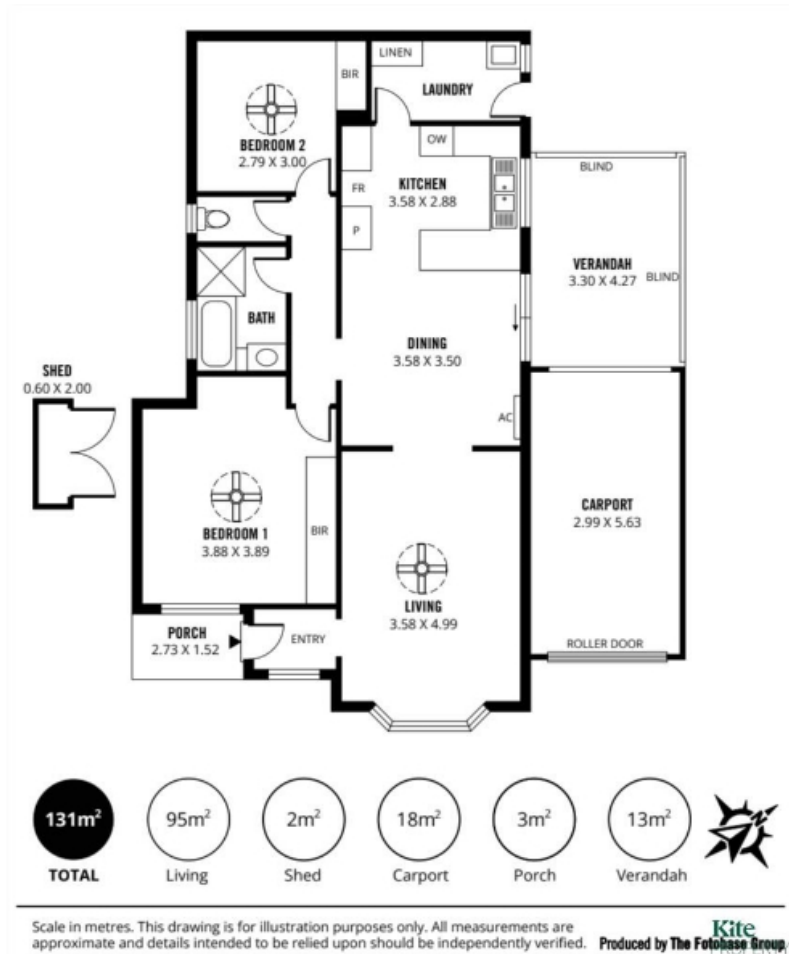 LINEN
BIR
LAUNDRY
BEDROOM 2
2.79 X 3.00
OW
KITCHEN
3.58 X 2.88
FR
P
BLIND
VERANDAH
3.30 X 4.27
BLIND
BATH
DINING
3.58 X 3.50
SHED
0.60 X 2.00
AC
BEDROOM 1
3.88 X 3.89
BIR
CARPORT
2.99 X 5.63
LIVING
3.58 X 4.99
PORCH
2.73 X 1.52
ENTRY
ROLLER DOOR
131m²
95m²
2m²
18m²
3m²
13m²
N
TOTAL
Living
Shed
Carport
Porch
Verandah
Scale in metres. This drawing is for illustration purposes only. All measurements are
approximate and details intended to be relied upon should be independently verified.
Kite
PROPERTY
Produced by The Fotobase Group